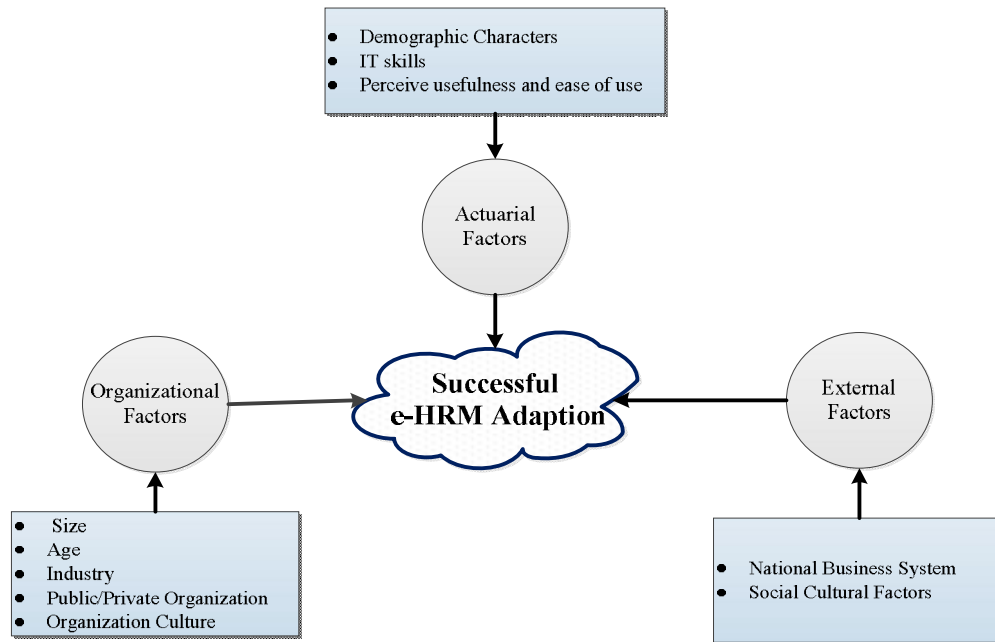 ● Demographic Characters
● IT skills
● Perceive usefulness and ease of use
Actuarial
Factors
Organizational
Factors
Successful
e-HRM Adaption
External
Factors
● Size
● Age
● Industry
● Public/Private Organization
● Organization Culture
● National Business System
● Social Cultural Factors